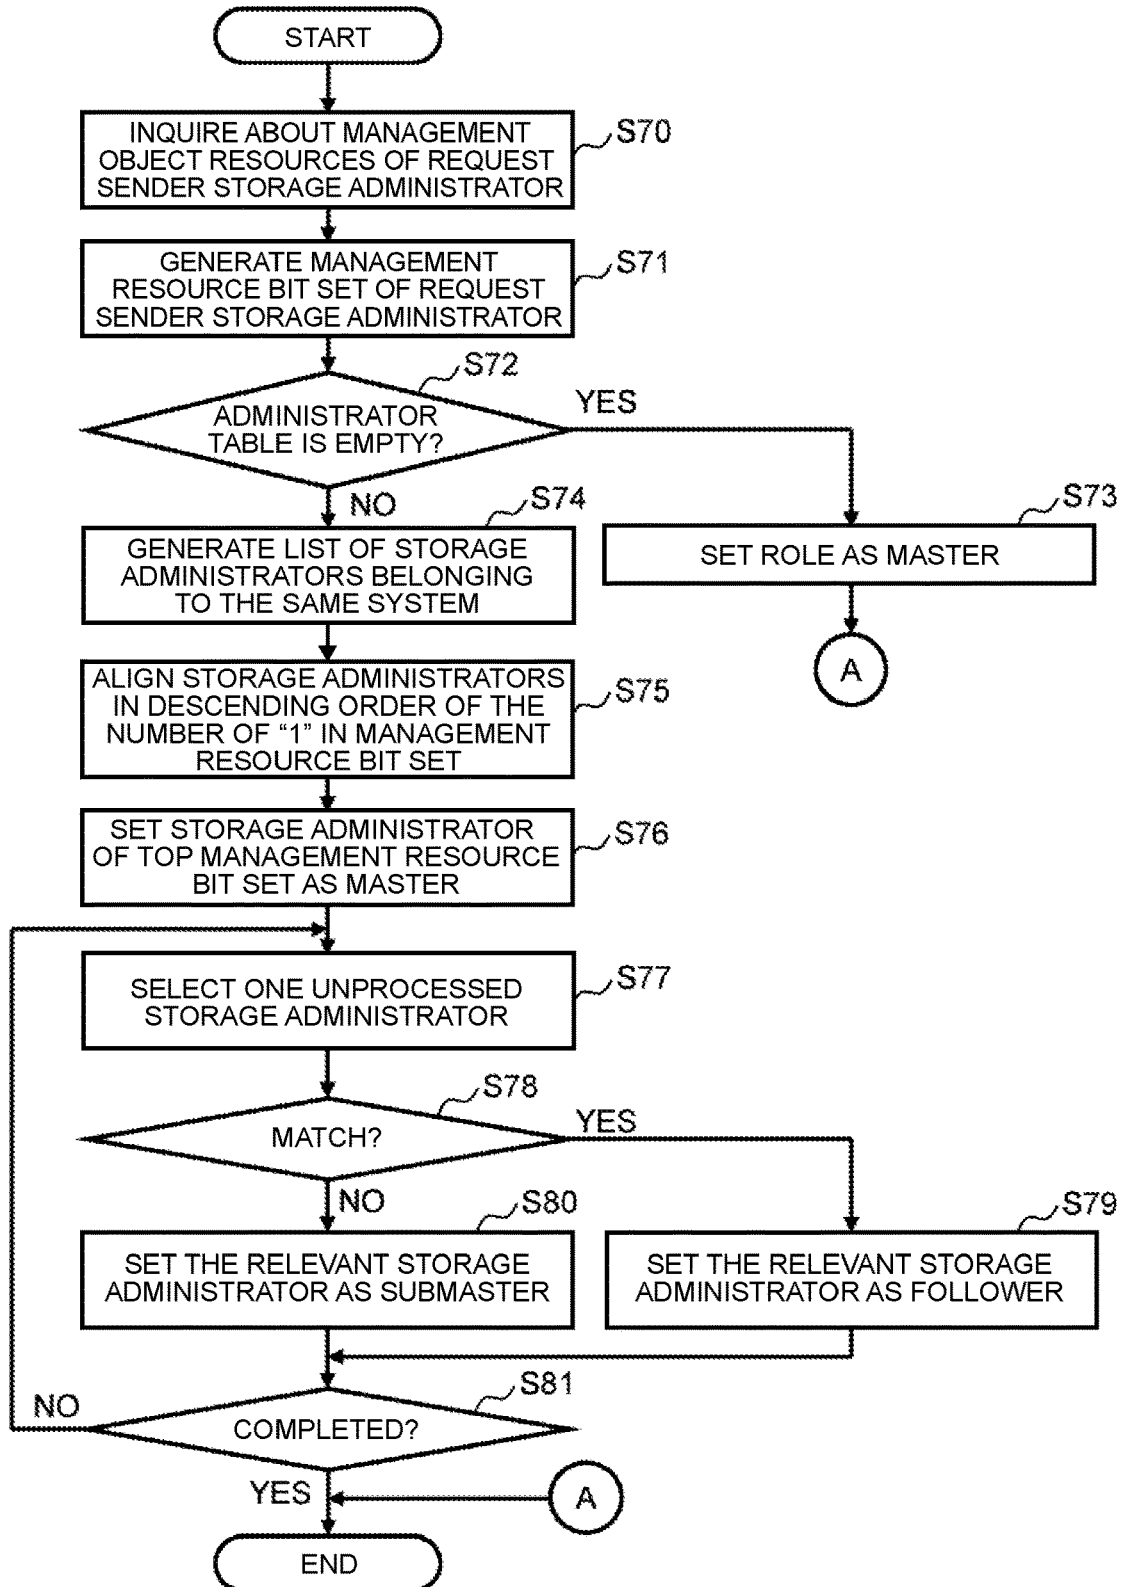 START
INQUIRE ABOUT MANAGEMENT
OBJECT RESOURCES OF REQUEST
SENDER STORAGE ADMINISTRATOR
S70
GENERATE MANAGEMENT
RESOURCE BIT SET OF REQUEST
SENDER STORAGE ADMINISTRATOR
S71
S72
ADMINISTRATOR
TABLE IS EMPTY?
YES
NO
S73
SET ROLE AS MASTER
A
S74
GENERATE LIST OF STORAGE
ADMINISTRATORS BELONGING
TO THE SAME SYSTEM
ALIGN STORAGE ADMINISTRATORS
IN DESCENDING ORDER OF THE
NUMBER OF “1” IN MANAGEMENT
RESOURCE BIT SET
S75
SET STORAGE ADMINISTRATOR
OF TOP MANAGEMENT RESOURCE
BIT SET AS MASTER
S76
SELECT ONE UNPROCESSED
STORAGE ADMINISTRATOR
S77
S78
MATCH?
YES
NO
S80
SET THE RELEVANT STORAGE
ADMINISTRATOR AS SUBMASTER
S79
SET THE RELEVANT STORAGE
ADMINISTRATOR AS FOLLOWER
S81
NO
COMPLETED?
YES
A
END